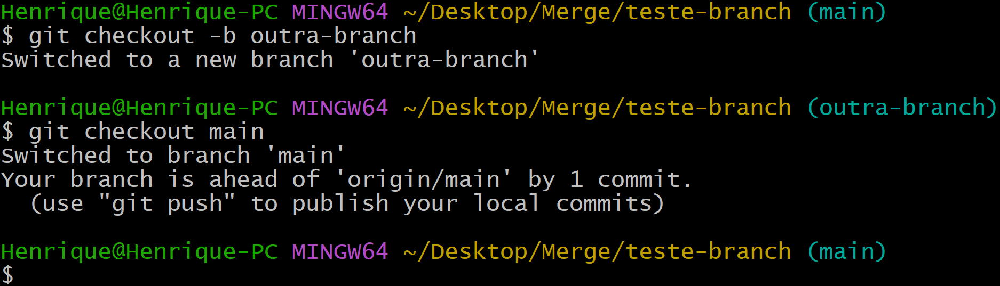 Henrique@Henrique-PC MINGW64 ~/Desktop/Merge/teste-branch (main)
$ git checkout -b outra-branch
Switched to a new branch 'outra-branch'
Henrique@Henrique-PC MINGW64 ~/Desktop/Merge/teste-branch (outra-branch)
$ git checkout main
Switched to branch 'main'
Your branch is ahead of 'origin/main' by 1 commit.
  (use "git push" to publish your local commits)
Henrique@Henrique-PC MINGW64 ~/Desktop/Merge/teste-branch (main)
$